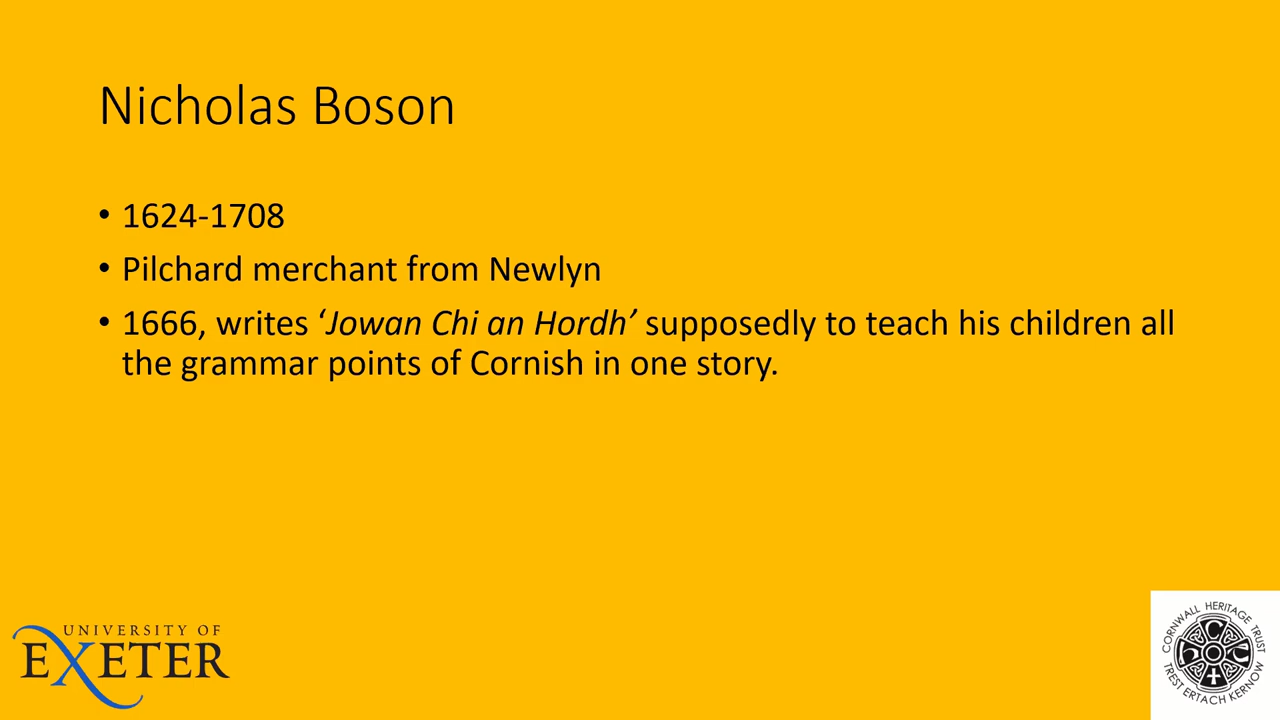 Nicholas Boson
• 1624-1708
• Pilchard merchant from Newlyn
• 1666, writes ‘Jowan Chi an Hordh’ supposedly to teach his children all
the grammar points of Cornish in one story.
UNIVERSITY OF
EXETER
CORNWALL HERITAGE TRUST
TREST ERTACH KERNOW